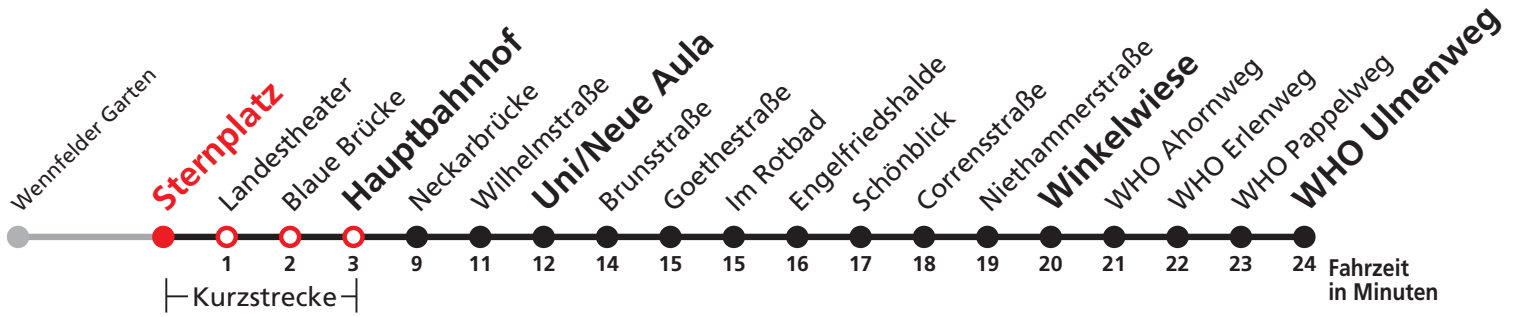 Wennfelder Garten
Sternplatz
Landestheater
Blaue Brücke
Hauptbahnhof
Neckarbrücke
Wilhelmstraße
Uni/Neue Aula
Brunsstraße
Goethestraße
Im Rotbad
Engelfriedshalde
Schönblick
Corrensstraße
Niethammerstraße
Winkelwiese
WHO Ahornweg
WHO Erlenweg
WHO Pappelweg
WHO Ulmenweg
1 2 3 9 11 12 14 15 15 16 17 18 19 20 21 22 23 24
Fahrzeit
in Minuten
Kurzstrecke